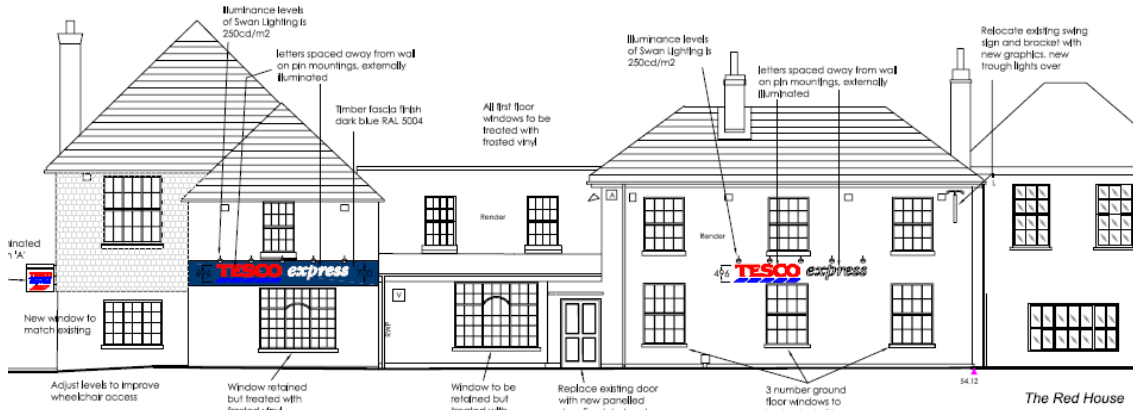 Illuminance levels
of Swan Lighting is
250cd/m2
letters spaced away from wall
on pin mountings, externally
illuminated
Timber fascia finish
dark blue RAL 5004
All first floor
windows to be
treated with
frosted vinyl
Illuminance levels
of Swan Lighting is
250cd/m2
letters spaced away from wall
on pin mountings, externally
illuminated
Relocate existing swing
sign and bracket with
new graphics. new
trough lights over
Render
Render
A
V
RWP
TESCO express
TESCO express
TESCO
New window to
match existing
Adjust levels to improve
wheelchair access
Window retained
but treated with
frosted vinyl
Window to be
retained but
treated with
Replace existing door
with new panelled
3 number ground
floor windows to
54.12
The Red House